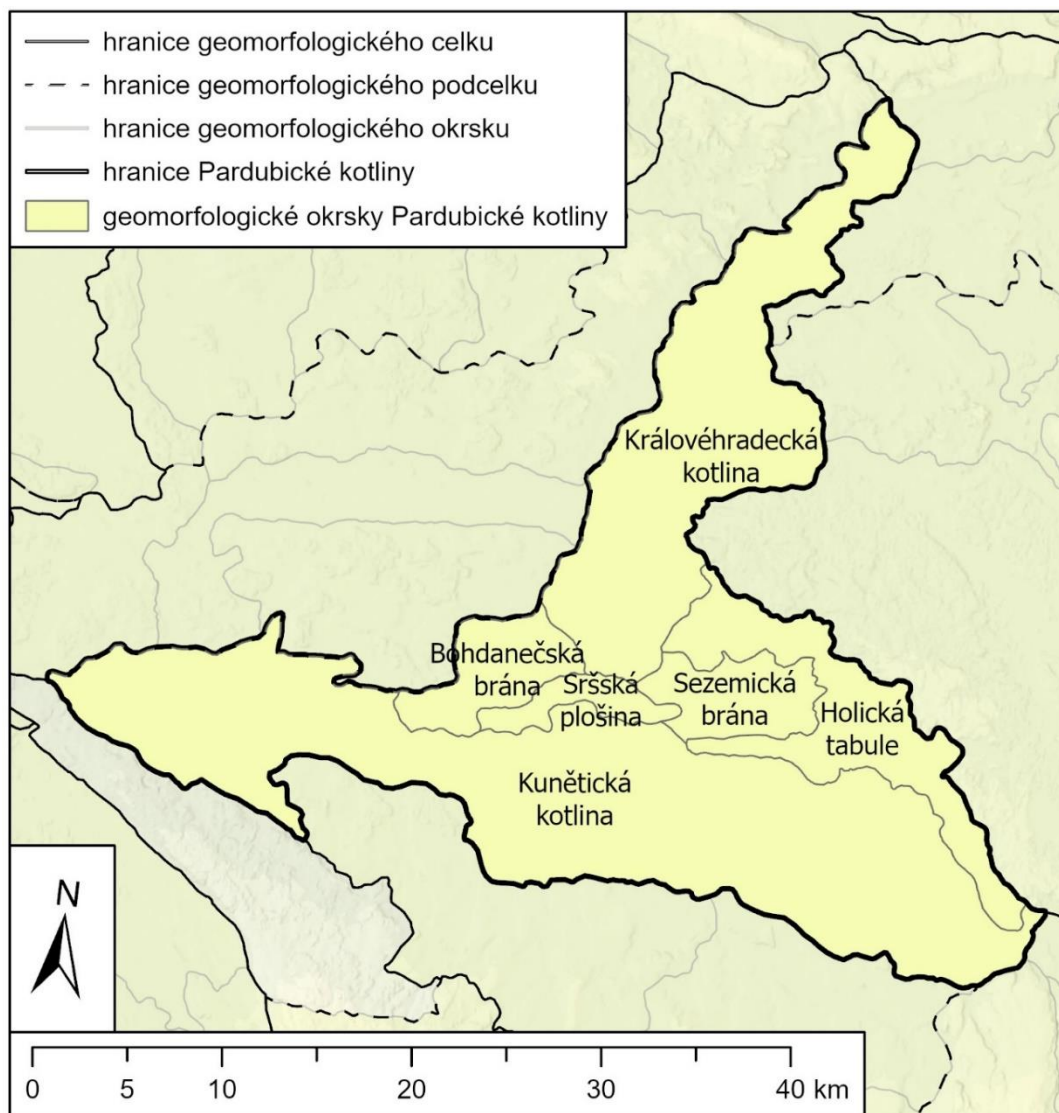 hranice geomorfologického celku
hranice geomorfologického podcelku
hranice geomorfologického okrsku
hranice Pardubické kotliny
geomorfologické okrsky Pardubické kotliny
Královéhradecká
kotlina
Bohdanečská
brána
Sršská
plošina
Sezemická
brána
Holická
tabule
Kunětická
kotlina
N
0 5 10 20 30 40 km